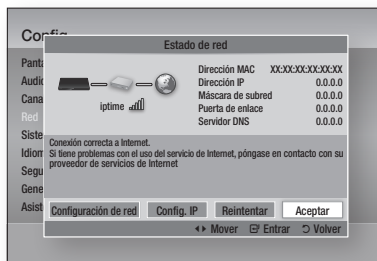 Config
Estado de red
Panta
Audio
Cana
Red
Siste
Idiom
Segu
Gene
Asist
iptime
Dirección MAC XX:XX:XX:XX:XX:XX
Dirección IP 0.0.0.0
Máscara de subred 0.0.0.0
Puerta de enlace 0.0.0.0
Servidor DNS 0.0.0.0
Conexión correcta a Internet.
Si tiene problemas con el uso del servicio de Internet, póngase en contacto con su
proveedor de servicios de Internet
Configuración de red Config. IP Reintentar Aceptar
Mover Entrar Volver